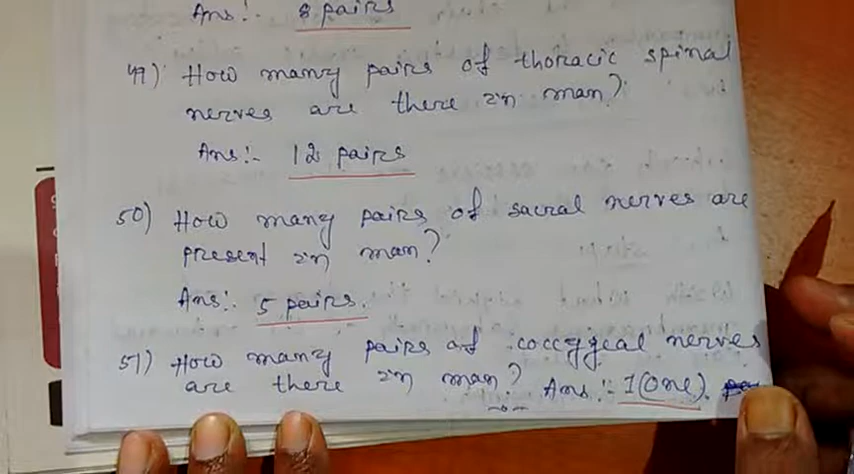 Ans:- 8 pairs
49) How many pairs of thoracic spinal
nerves are there in man?
Ans:- 12 pairs
50) How many pairs of sacral nerves are
present in man?
Ans:- 5 pairs.
51) How many pairs of coccygeal nerves
are there in man? Ans:- 1(One).